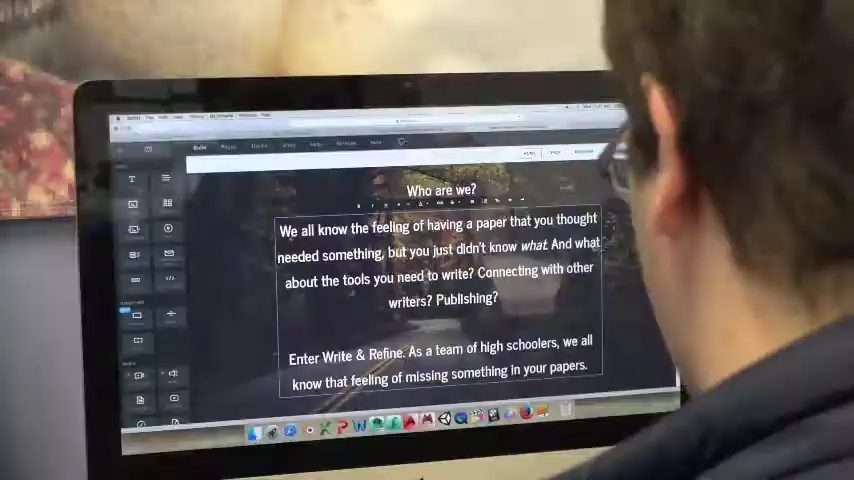 Who are we?
We all know the feeling of having a paper that you thought
needed something, but you just didn't know what. And what
about the tools you need to write? Connecting with other
writers? Publishing?
Enter Write & Refine. As a team of high schoolers, we all
know that feeling of missing something in your papers.